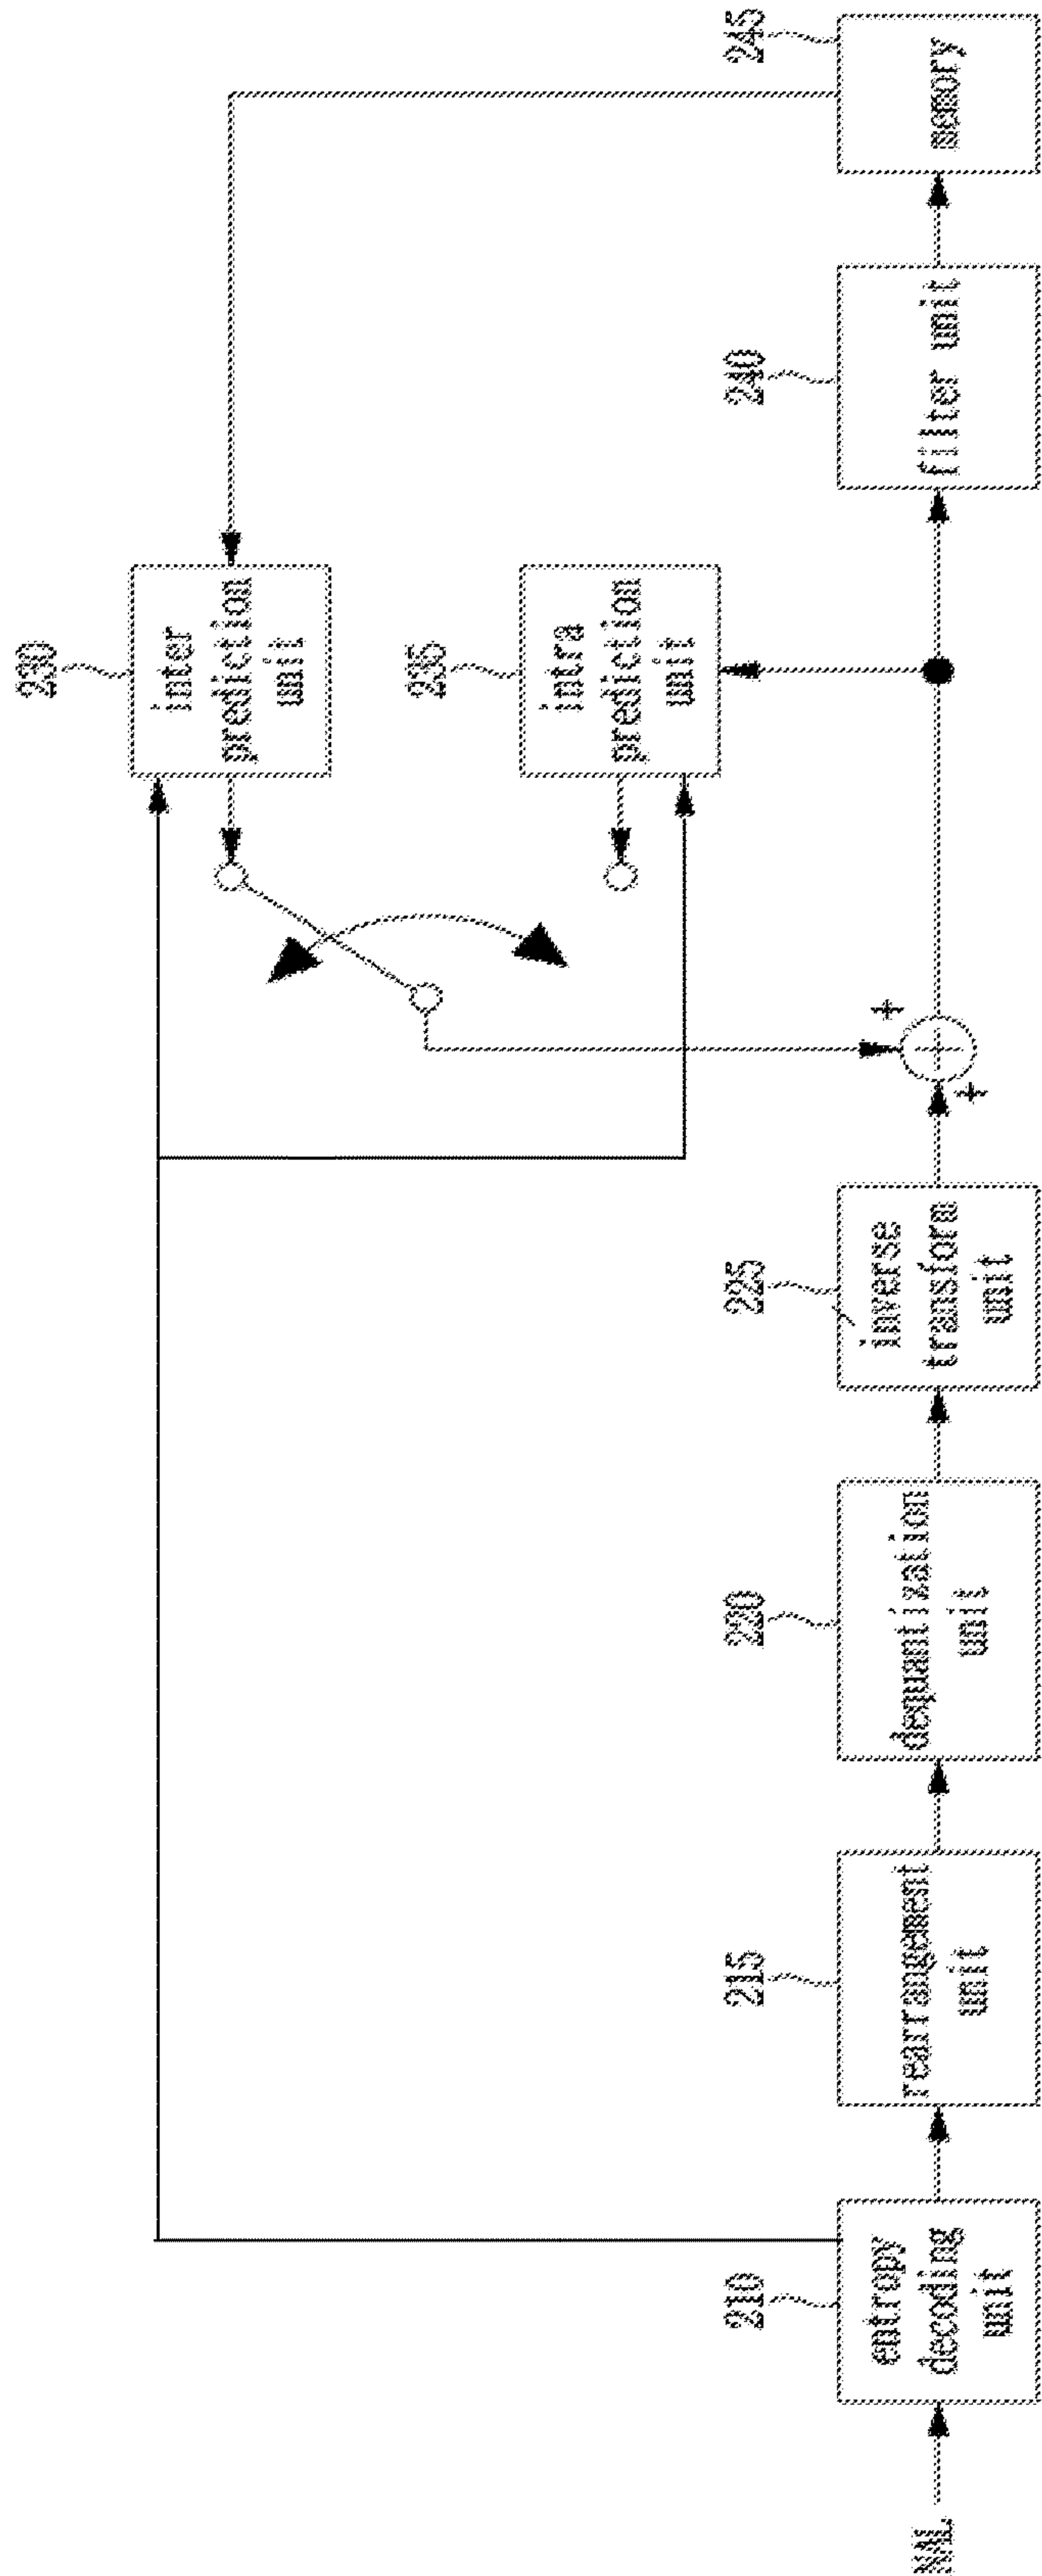 230
inter
prediction
unit
235
intra
prediction
unit
NAL
210
entropy
decoding
unit
215
rearrangement
unit
220
dequantization
unit
225
inverse
transform
unit
+
+
240
filter unit
245
memory